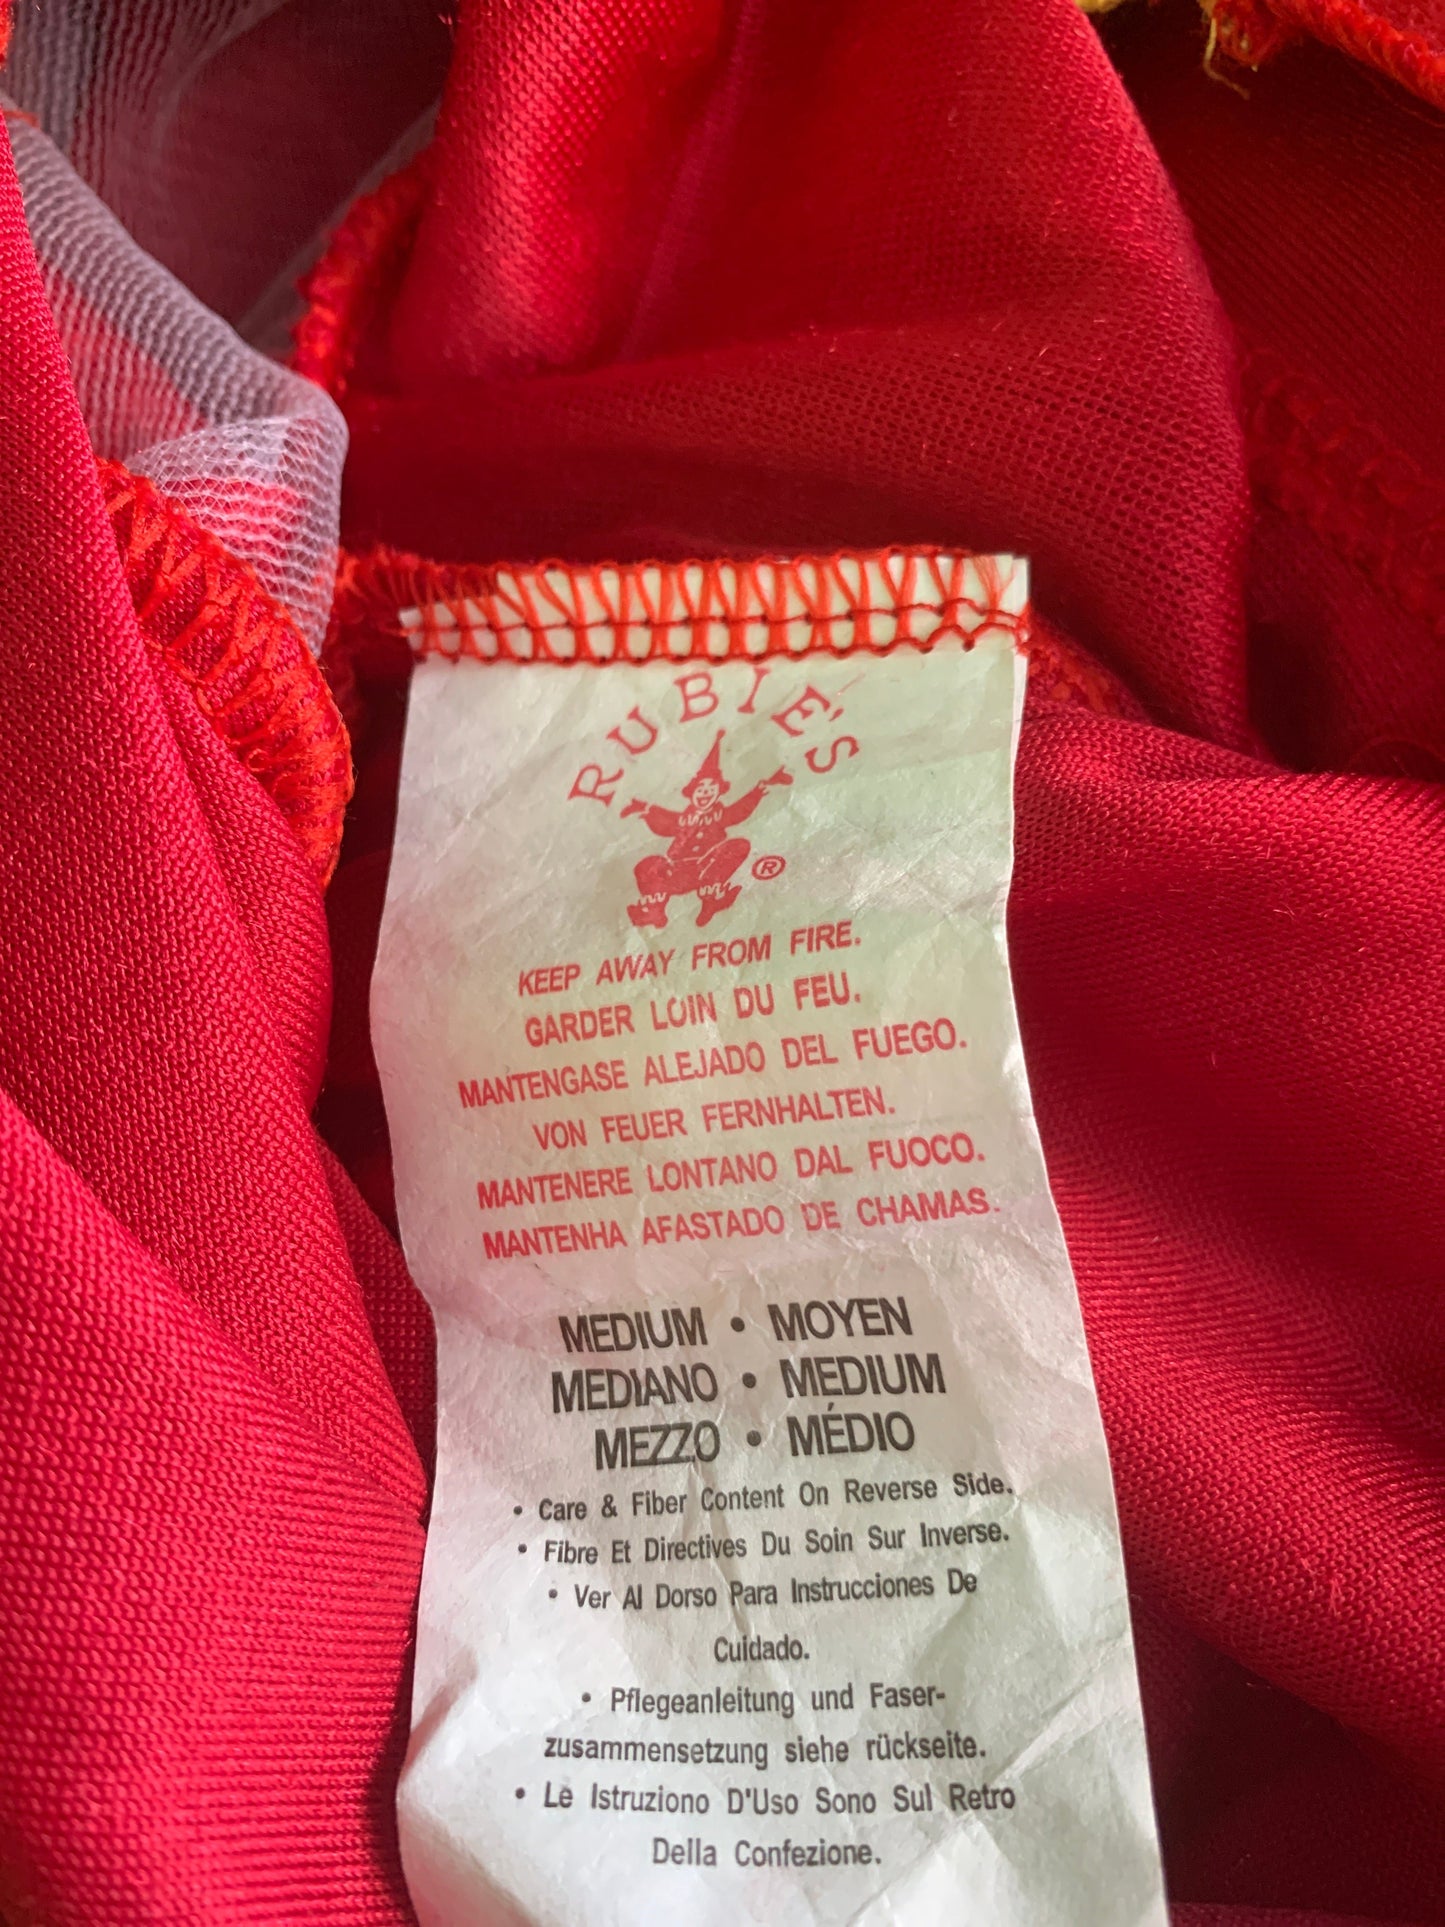 RUBIE'S
®
KEEP AWAY FROM FIRE.
GARDER LOIN DU FEU.
MANTENGASE ALEJADO DEL FUEGO.
VON FEUER FERNHALTEN.
MANTENERE LONTANO DAL FUOCO.
MANTENHA AFASTADO DE CHAMAS.
MEDIUM • MOYEN
MEDIANO • MEDIUM
MEZZO • MÉDIO
• Care & Fiber Content On Reverse Side.
• Fibre Et Directives Du Soin Sur Inverse.
• Ver Al Dorso Para Instrucciones De
Cuidado.
• Pflegeanleitung und Faser-
zusammensetzung siehe rückseite.
• Le Istruziono D'Uso Sono Sul Retro
Della Confezione.